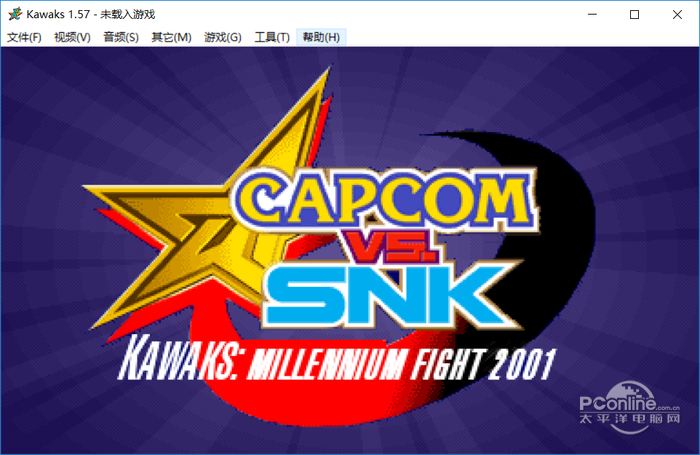 Kawaks 1.57 - 未载入游戏
文件(F) 视频(V) 音频(S) 其它(M) 游戏(G) 工具(T) 帮助(H)
CAPCOM
VS.
SNK
KAWAKS: MILLENNIUM FIGHT 2001
PConline.com.cn
太平洋电脑网